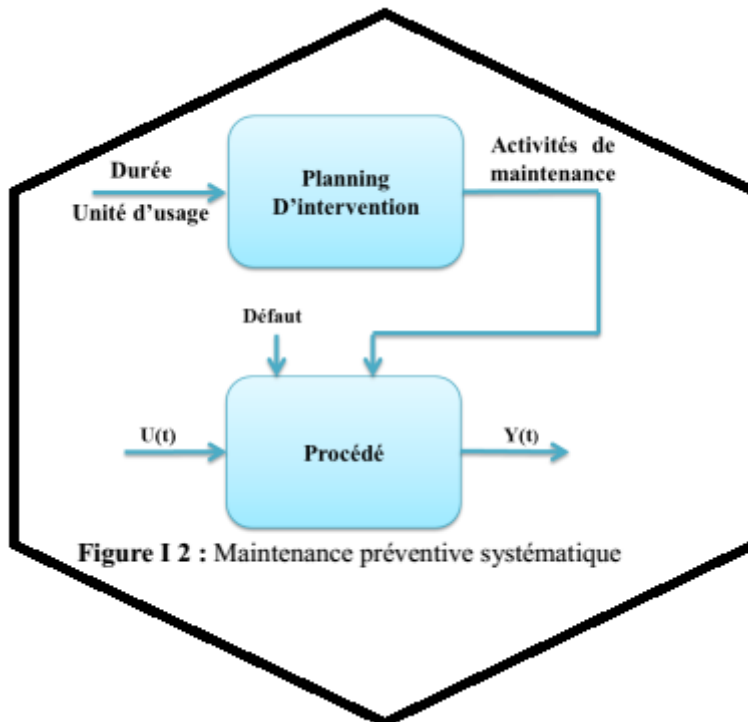 Durée
Unité d'usage
Planning
D'intervention
Activités de
maintenance
Défaut
U(t)
Procédé
Y(t)
Figure I 2 : Maintenance préventive systématique